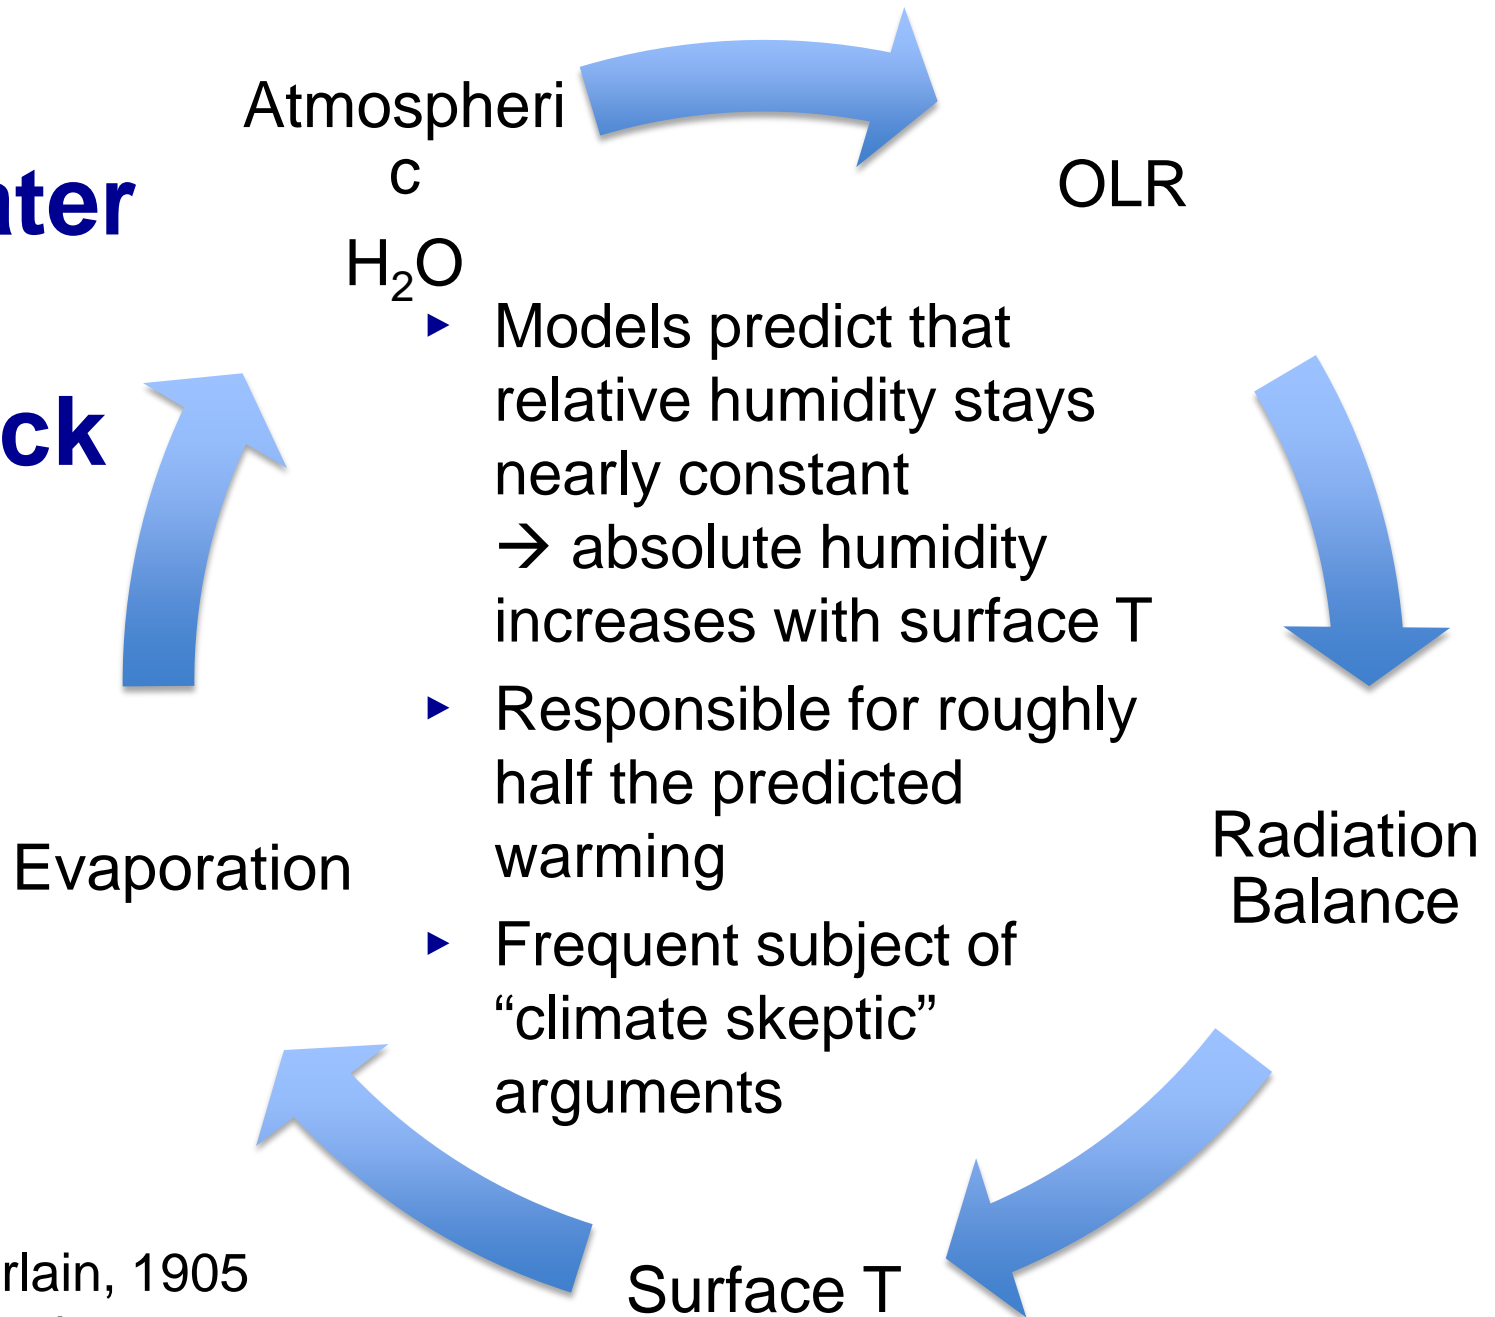 Atmospheri
c
H₂O
OLR
ater
ck
▸ Models predict that
relative humidity stays
nearly constant
→ absolute humidity
increases with surface T
▸ Responsible for roughly
half the predicted
warming
▸ Frequent subject of
“climate skeptic”
arguments
Radiation
Balance
Evaporation
Surface T
rlain, 1905